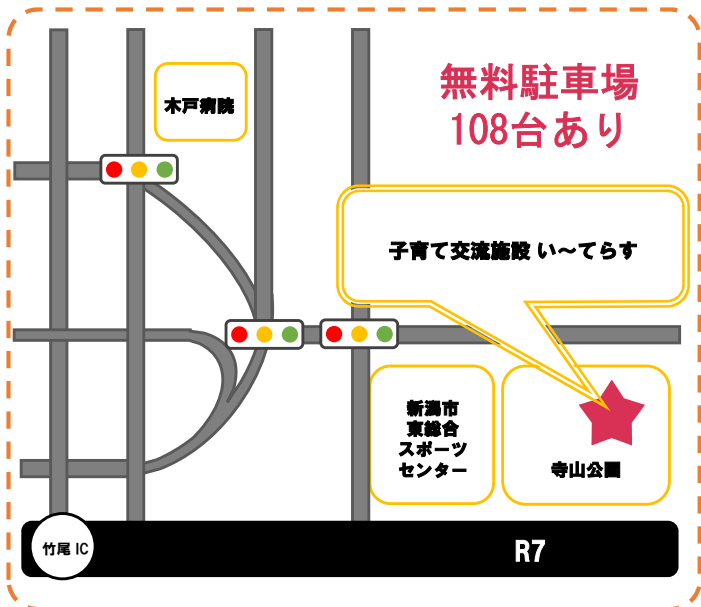 無料駐車場
108台あり
木戸病院
子育て交流施設 い～てらす
新潟市
東総合
スポーツ
センター
寺山公園
竹尾 IC
R7